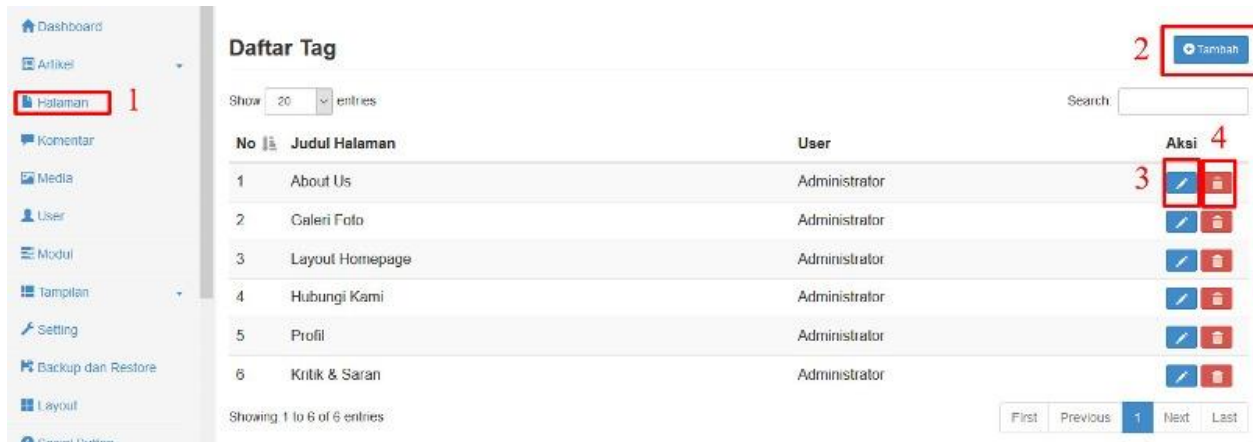 Dashboard
Artikel
Halaman 1
Komentar
Media
User
Modul
Tampilan
Setting
Backup dan Restore
Layout
Daftar Tag
2 Tambah
Show 20 entries
Search:
No Judul Halaman User Aksi 4
3
1 About Us Administrator
2 Galeri Foto Administrator
3 Layout Homepage Administrator
4 Hubungi Kami Administrator
5 Profil Administrator
6 Kritik & Saran Administrator
Showing 1 to 6 of 6 entries
First Previous 1 Next Last